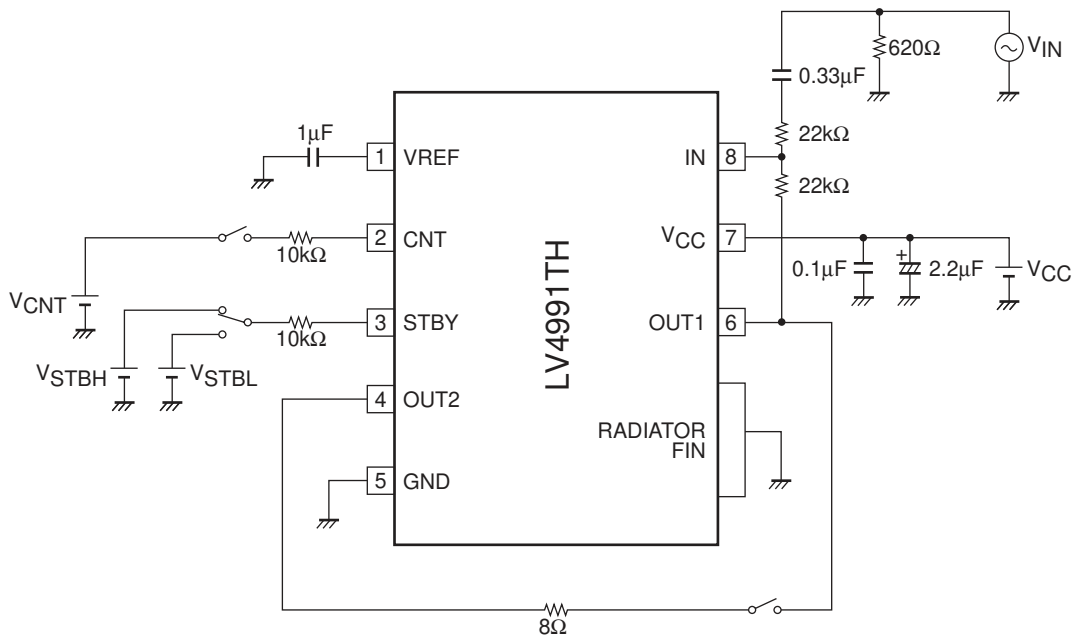 620Ω
VIN
0.33μF
1μF
22kΩ
1 VREF
IN 8
22kΩ
2 CNT
VCC 7
10kΩ
+
0.1μF
2.2μF
VCC
VCNT
LV4991TH
3 STBY
OUT1 6
10kΩ
VSTBH
VSTBL
4 OUT2
RADIATOR
FIN
5 GND
8Ω